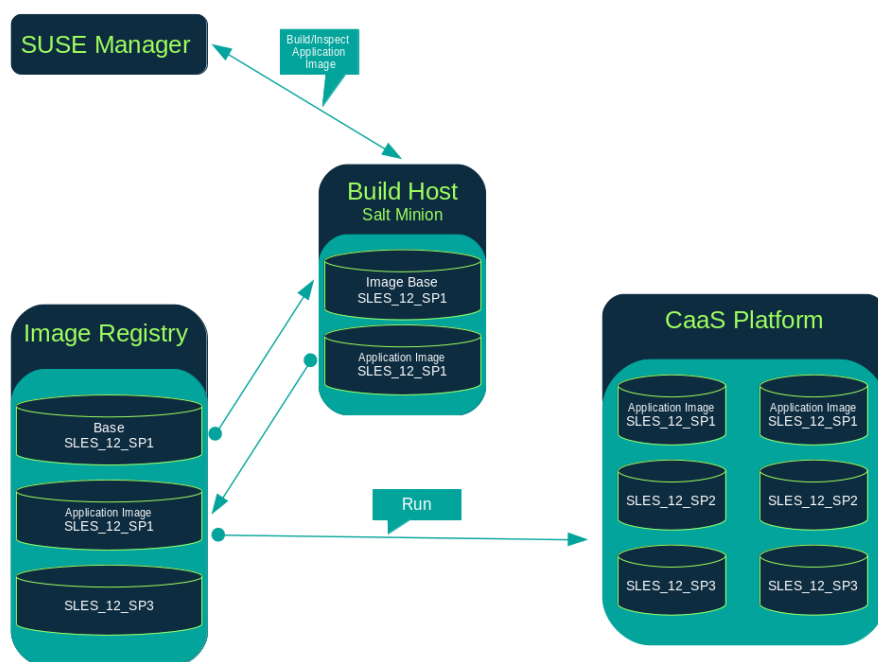 SUSE Manager
Build/Inspect
Application
Image
Build Host
Salt Minion
Image Base
SLES_12_SP1
Application Image
SLES_12_SP1
Image Registry
Base
SLES_12_SP1
Application Image
SLES_12_SP1
SLES_12_SP3
Run
CaaS Platform
Application Image
SLES_12_SP1
Application Image
SLES_12_SP1
SLES_12_SP2
SLES_12_SP2
SLES_12_SP3
SLES_12_SP3